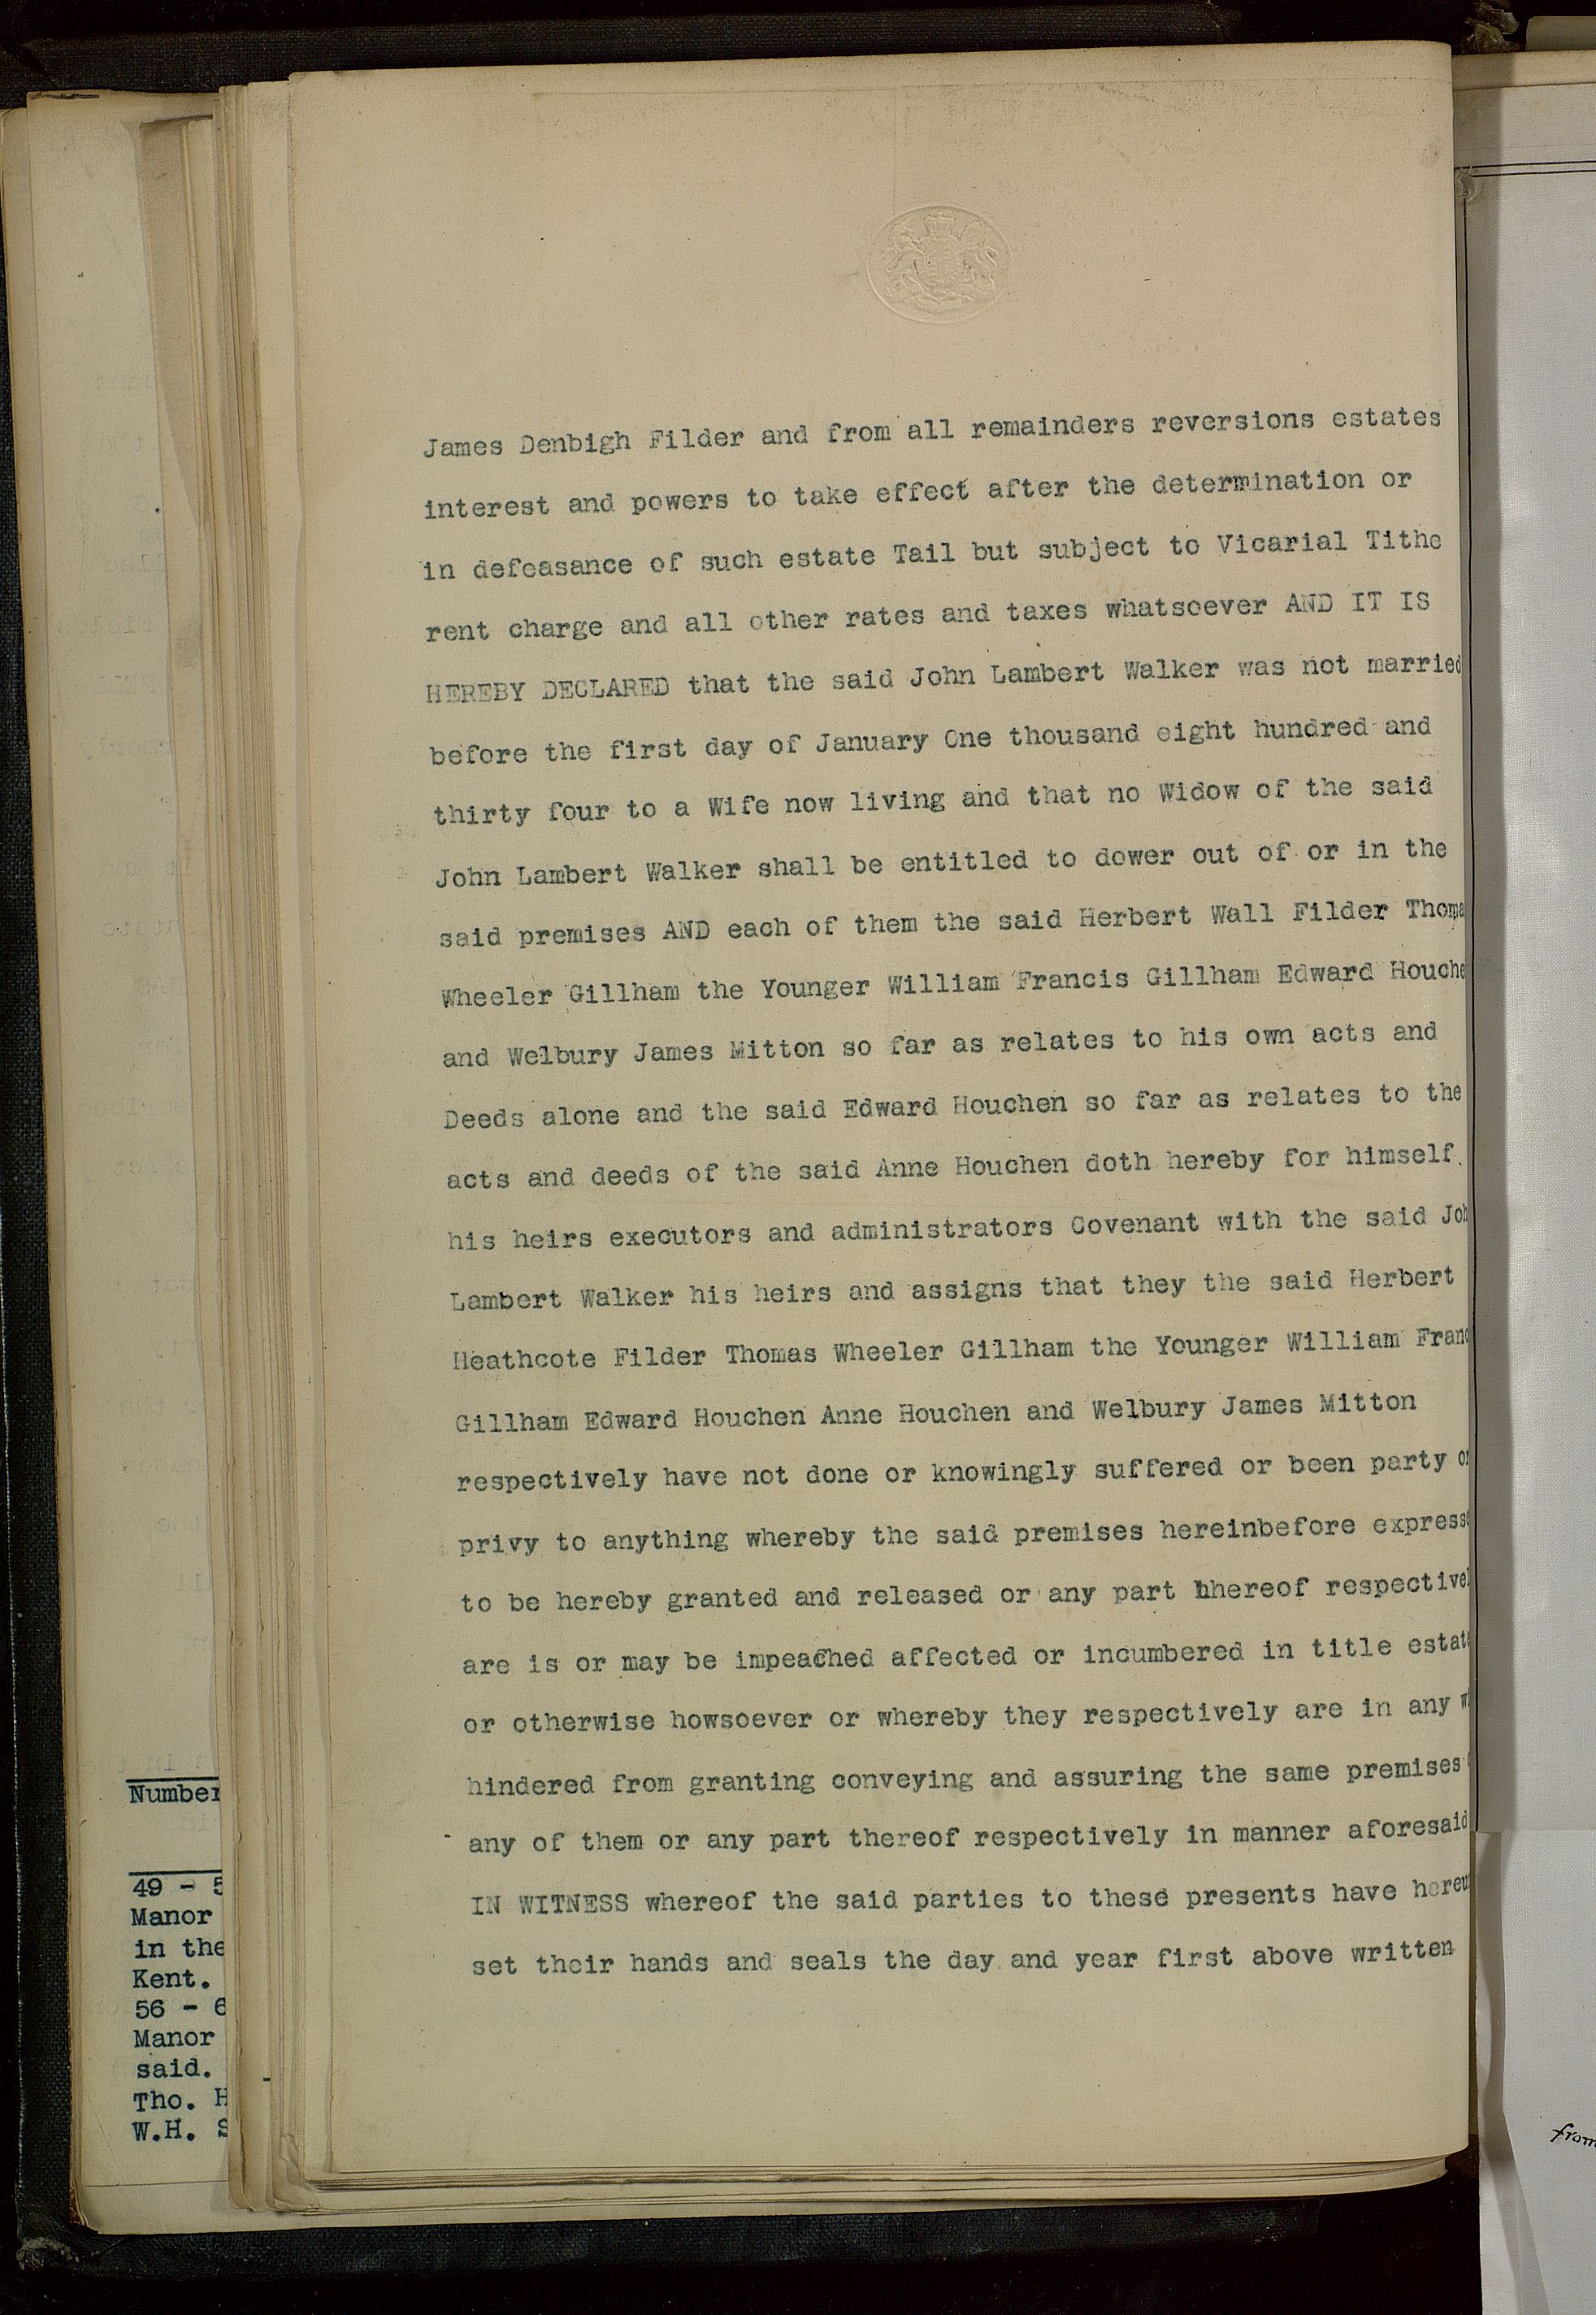 James Denbigh Filder and from all remainders reversions estates
interest and powers to take effect after the determination or
in defeasance of such estate Tail but subject to Vicarial Tithe
rent charge and all other rates and taxes whatsoever AND IT IS
HEREBY DECLARED that the said John Lambert Walker was not married
before the first day of January One thousand eight hundred and
thirty four to a Wife now living and that no Widow of the said
John Lambert Walker shall be entitled to dower out of or in the
said premises AND each of them the said Herbert Wall Filder Thoma
Wheeler Gillham the Younger William Francis Gillham Edward Houche
and Welbury James Mitton so far as relates to his own acts and
Deeds alone and the said Edward Houchen so far as relates to the
acts and deeds of the said Anne Houchen doth hereby for himself
his heirs executors and administrators Covenant with the said Joh
Lambert Walker his heirs and assigns that they the said Herbert
Heathcote Filder Thomas Wheeler Gillham the Younger William Franc
Gillham Edward Houchen Anne Houchen and Welbury James Mitton
respectively have not done or knowingly suffered or been party or
privy to anything whereby the said premises hereinbefore express
to be hereby granted and released or any part hhereof respectivel
are is or may be impeached affected or incumbered in title estate
or otherwise howsoever or whereby they respectively are in any w
hindered from granting conveying and assuring the same premises
any of them or any part thereof respectively in manner aforesaid
IN WITNESS whereof the said parties to these presents have hereu
set their hands and seals the day and year first above written
Number
49 - 5
Manor
in the
Kent.
56 - 6
Manor
said.
Tho. H
W.H. S
from